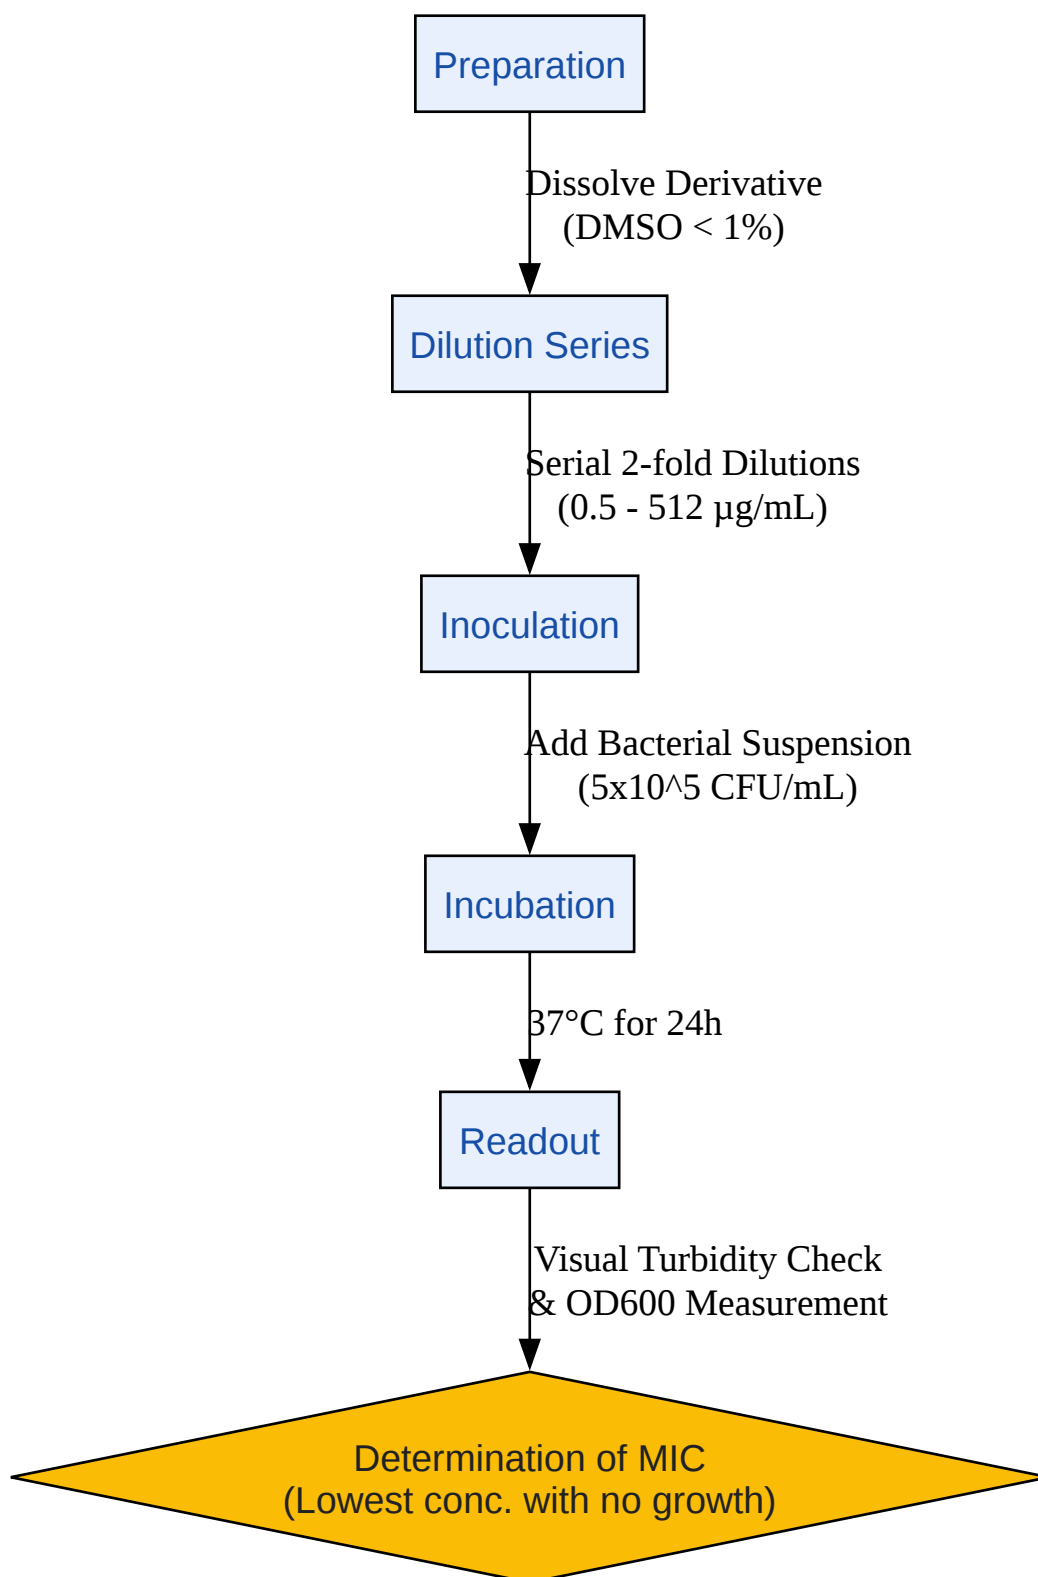 Preparation
Dissolve Derivative
(DMSO < 1%)
Dilution Series
Serial 2-fold Dilutions
(0.5 - 512 µg/mL)
Inoculation
Add Bacterial Suspension
(5x10^5 CFU/mL)
Incubation
37°C for 24h
Readout
Visual Turbidity Check
& OD600 Measurement
Determination of MIC
(Lowest conc. with no growth)